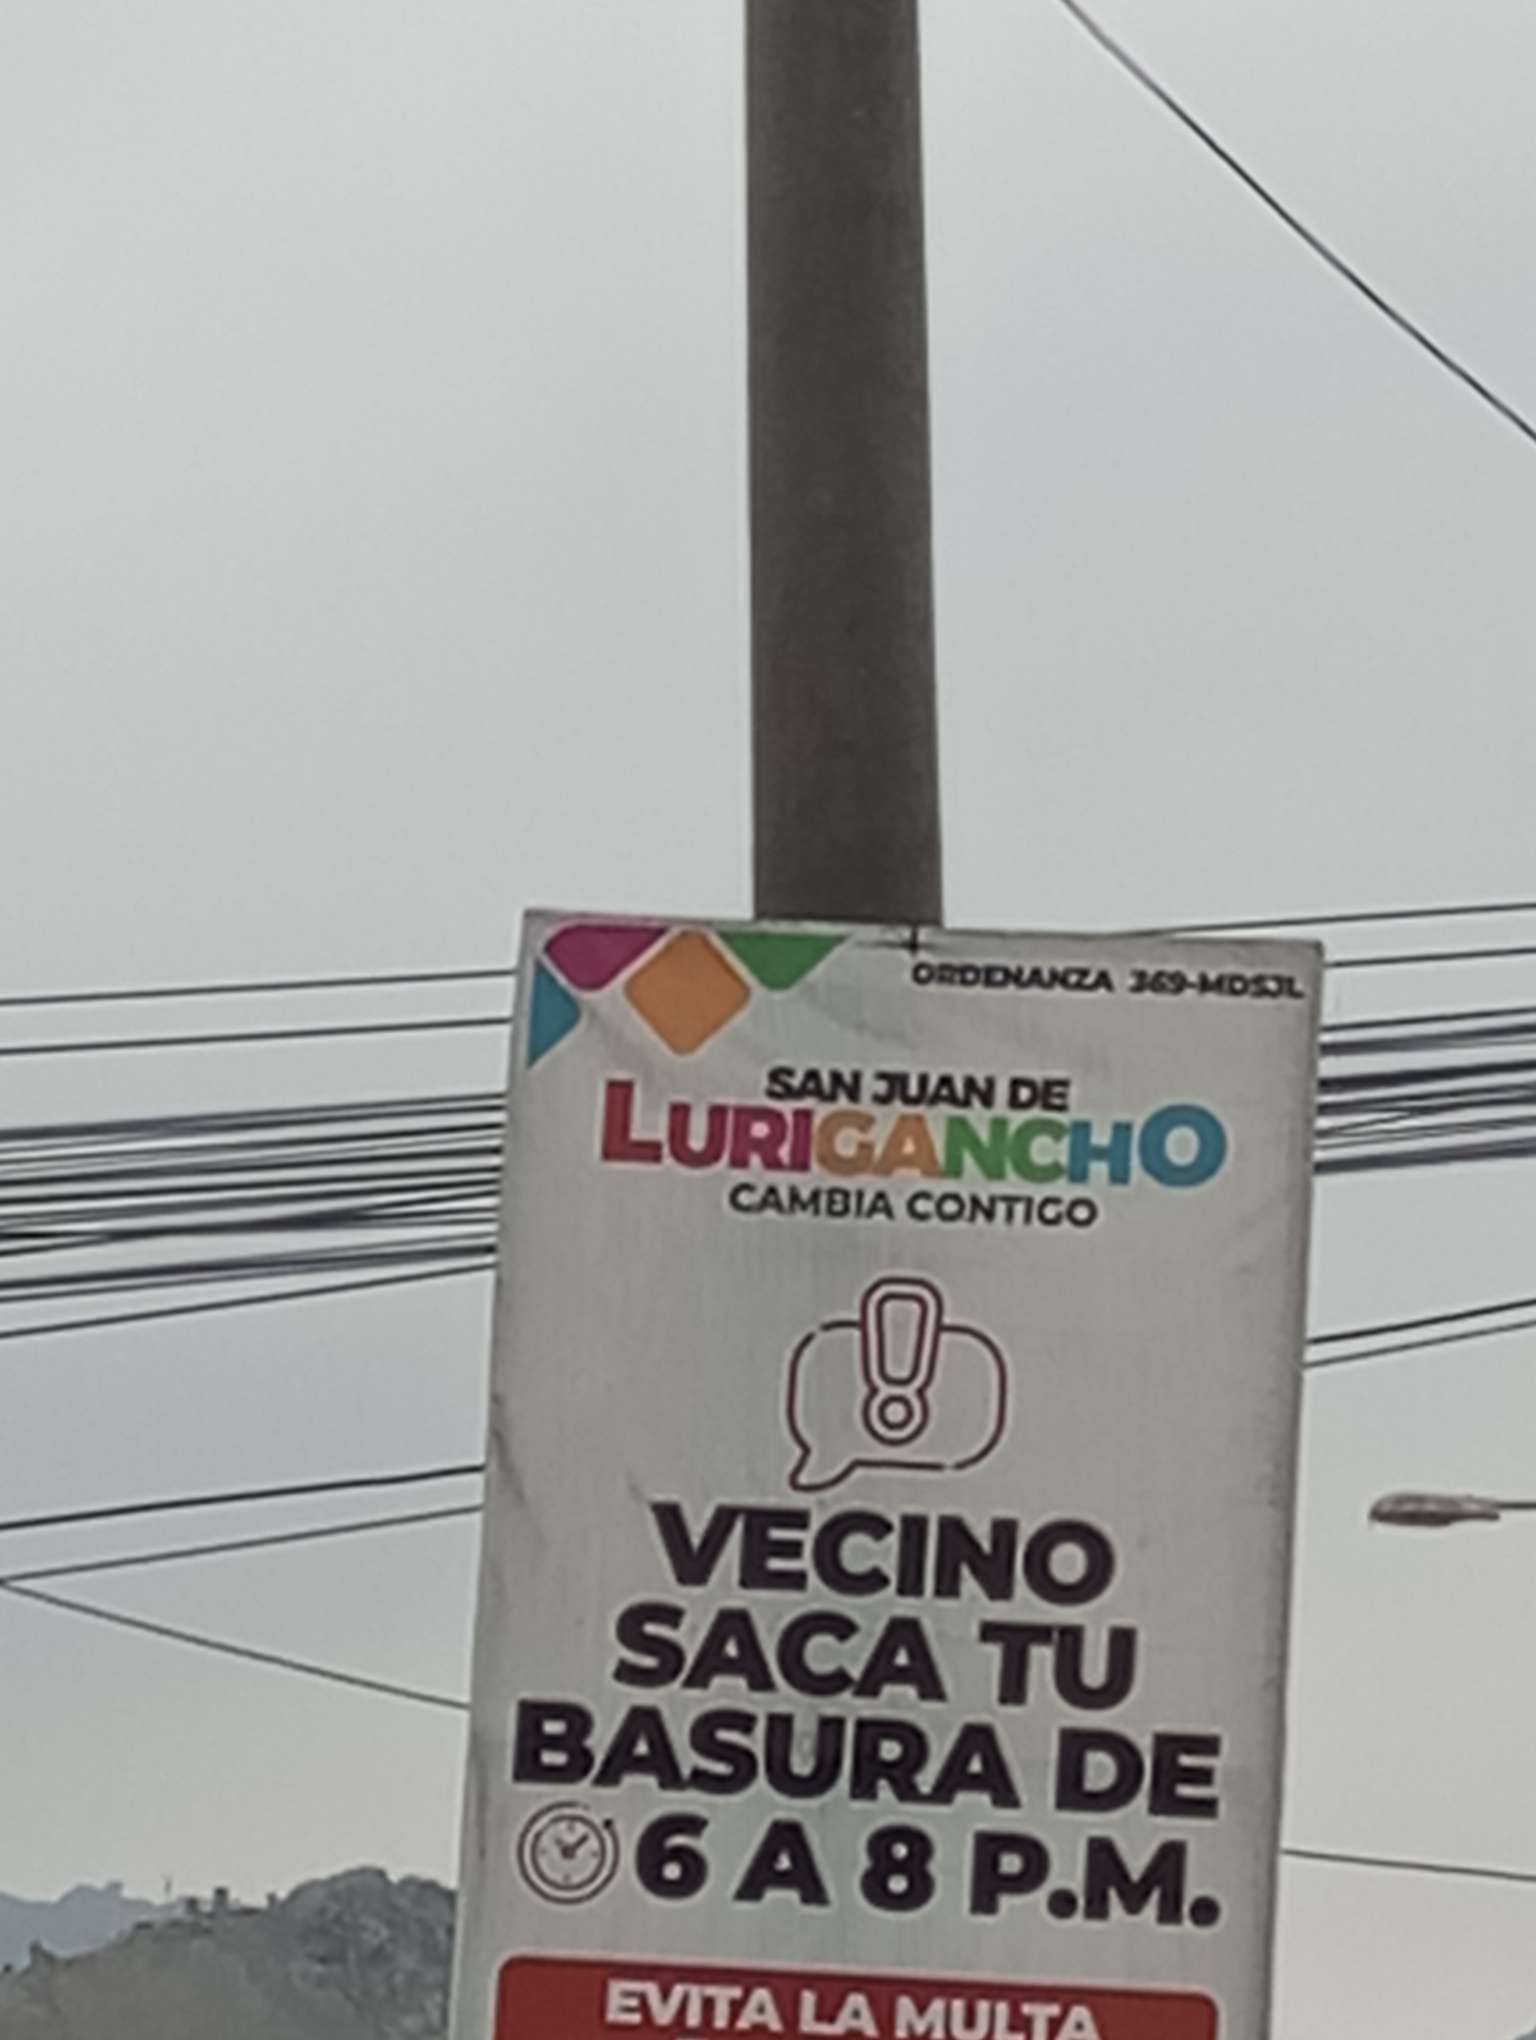 ORDENANZA 369-MDSJL
SAN JUAN DE
LURIGANCHO
CAMBIA CONTIGO
VECINO
SACA TU
BASURA DE
6 A 8 P.M.
EVITA LA MULTA